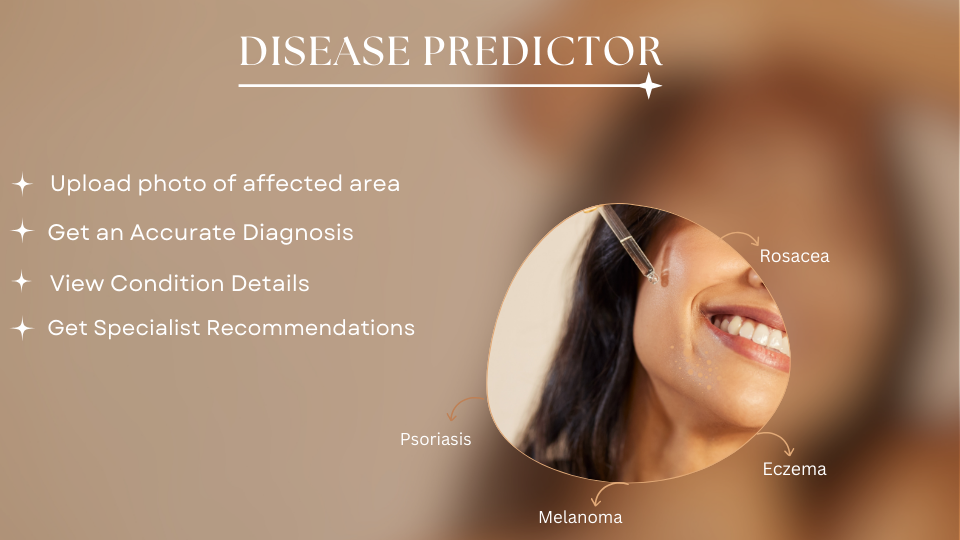 DISEASE PREDICTOR
Upload photo of affected area
Get an Accurate Diagnosis
View Condition Details
Get Specialist Recommendations
Rosacea
Psoriasis
Eczema
Melanoma